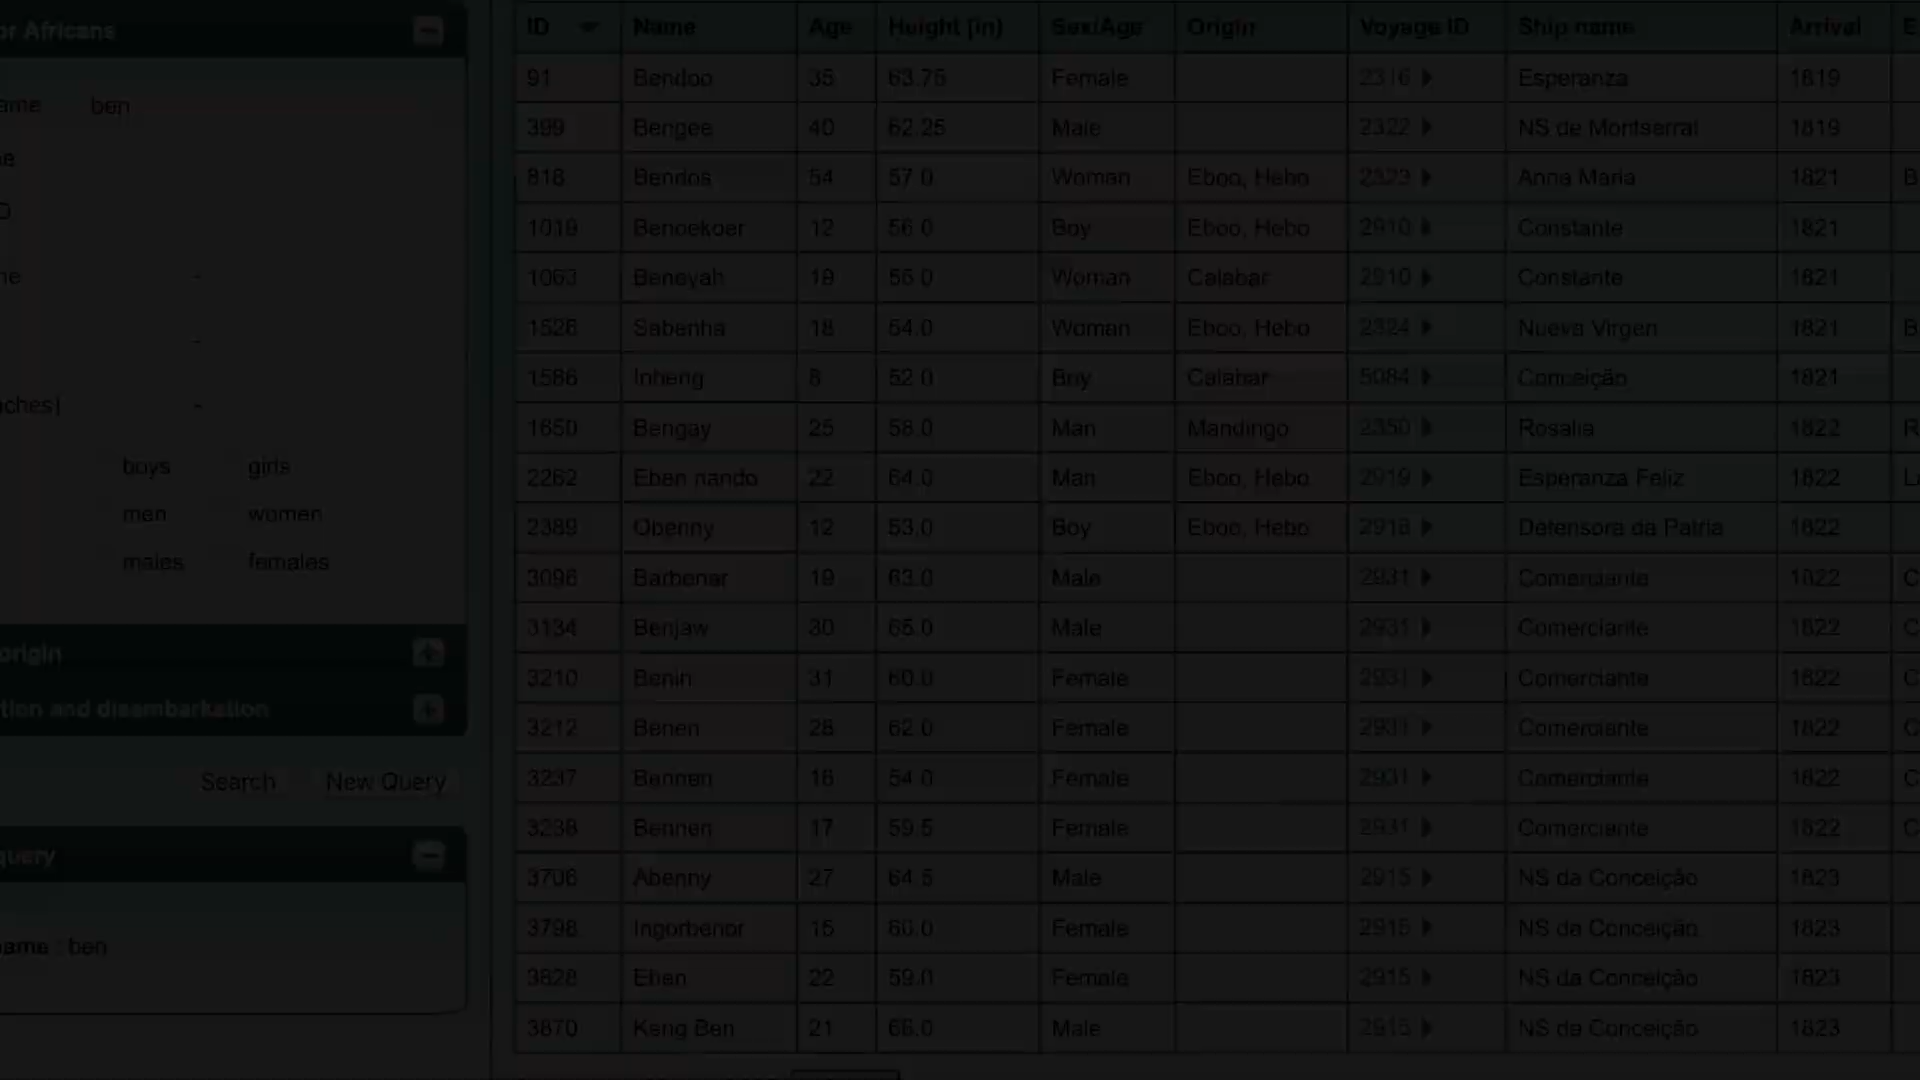 or Africans
ame ben
he
D
me -
-
ches) -
boys girls
men women
males females
origin
tion and disembarkation
Search New Query
query
name : ben
ID Name Age Height (in) Sex/Age Origin Voyage ID Ship name Arrival E
91 Bendoo 35 63.75 Female 2316 Esperanza 1819
399 Bengee 40 62.25 Male 2322 NS de Montserrat 1819
818 Bendos 54 57.0 Woman Eboo, Hebo 2323 Anna Maria 1821 B
1019 Benoekoer 12 56.0 Boy Eboo, Hebo 2910 Constante 1821
1063 Beneyah 19 55.0 Woman Calabar 2910 Constante 1821
1526 Sabenha 18 54.0 Woman Eboo, Hebo 2324 Nueva Virgen 1821 B
1586 Inbeng 8 52.0 Boy Calabar 5084 Conceição 1821
1650 Bengay 25 58.0 Man Mandingo 2350 Rosalia 1822 R
2262 Eben nando 22 64.0 Man Eboo, Hebo 2919 Esperanza Feliz 1822 L
2389 Obenny 12 53.0 Boy Eboo, Hebo 2918 Defensora da Patria 1822
3096 Barbenar 19 63.0 Male 2931 Comerciante 1822 C
3134 Benjaw 30 65.0 Male 2931 Comerciante 1822 C
3210 Benin 31 60.0 Female 2931 Comerciante 1822 C
3212 Benen 28 62.0 Female 2931 Comerciante 1822 C
3237 Bennen 16 54.0 Female 2931 Comerciante 1822 C
3238 Bennen 17 59.5 Female 2931 Comerciante 1822 C
3706 Abenny 27 64.5 Male 2915 NS da Conceição 1823
3798 Ingorbenor 15 60.0 Female 2915 NS da Conceição 1823
3828 Eben 22 59.0 Female 2915 NS da Conceição 1823
3870 Kang Ben 21 66.0 Male 2915 NS da Conceição 1823